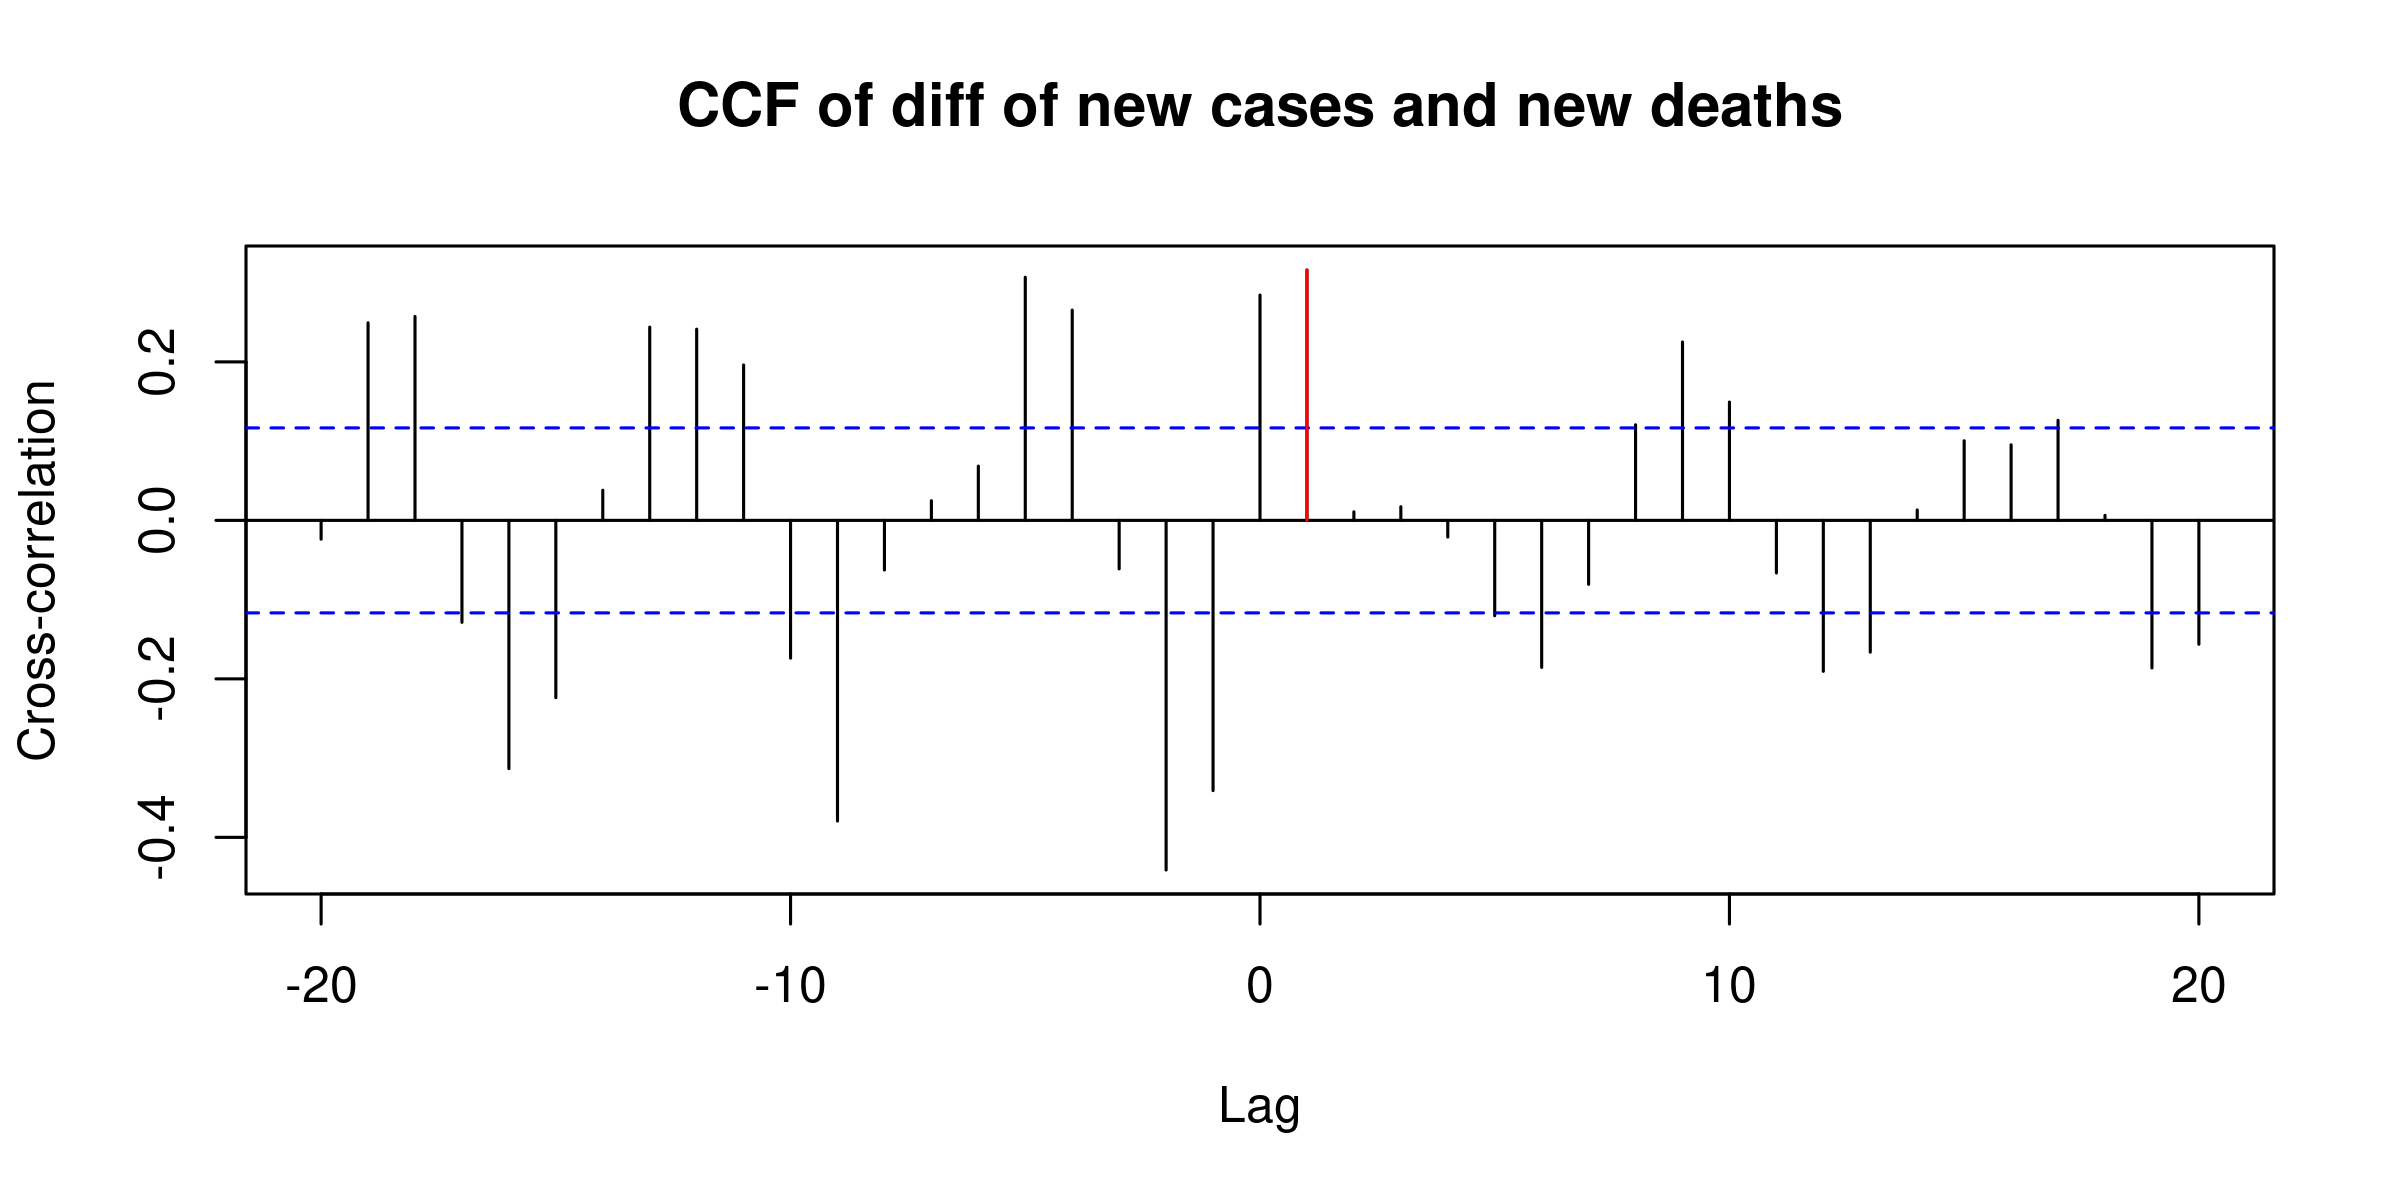 CCF of diff of new cases and new deaths
Cross-correlation
0.2
0.0
-0.2
-0.4
-20 -10 0 10 20
Lag